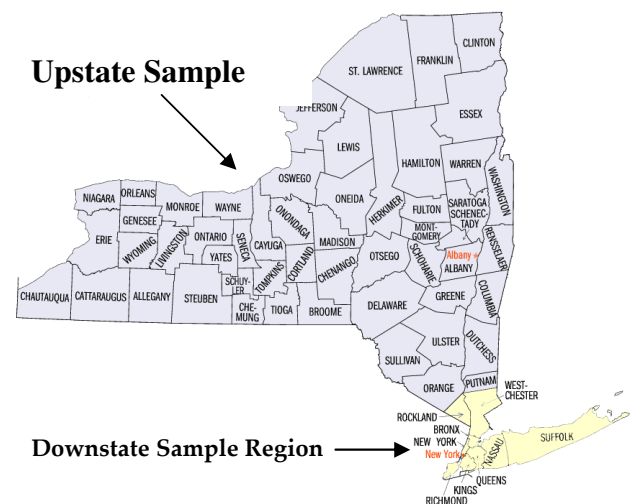 CLINTON
FRANKLIN
Upstate Sample
ST. LAWRENCE
JEFFERSON
ESSEX
LEWIS
HAMILTON
WARREN
WASHINGTON
OSWEGO
ONEIDA
HERKIMER
NIAGARA
ORLEANS
MONROE
WAYNE
FULTON
SARATOGA
SCHENEC-
TADY
GENESEE
ONONDAGA
MONT-
GOMERY
RENSSELAER
ERIE
WYOMING
LIVINGSTON
ONTARIO
SENECA
CAYUGA
MADISON
YATES
CORTLAND
CHENANGO
OTSEGO
SCHOHARIE
Albany
ALBANY
TOMPKINS
SCHUY-
LER
CHAUTAUQUA
CATTARAUGUS
ALLEGANY
STEUBEN
CHE-
MUNG
TIOGA
BROOME
DELAWARE
GREENE
COLUMBIA
ULSTER
DUTCHESS
SULLIVAN
ORANGE
PUTNAM
WEST-
CHESTER
ROCKLAND
BRONX
Downstate Sample Region
NEW YORK
New York
NASSAU
SUFFOLK
QUEENS
KINGS
RICHMOND